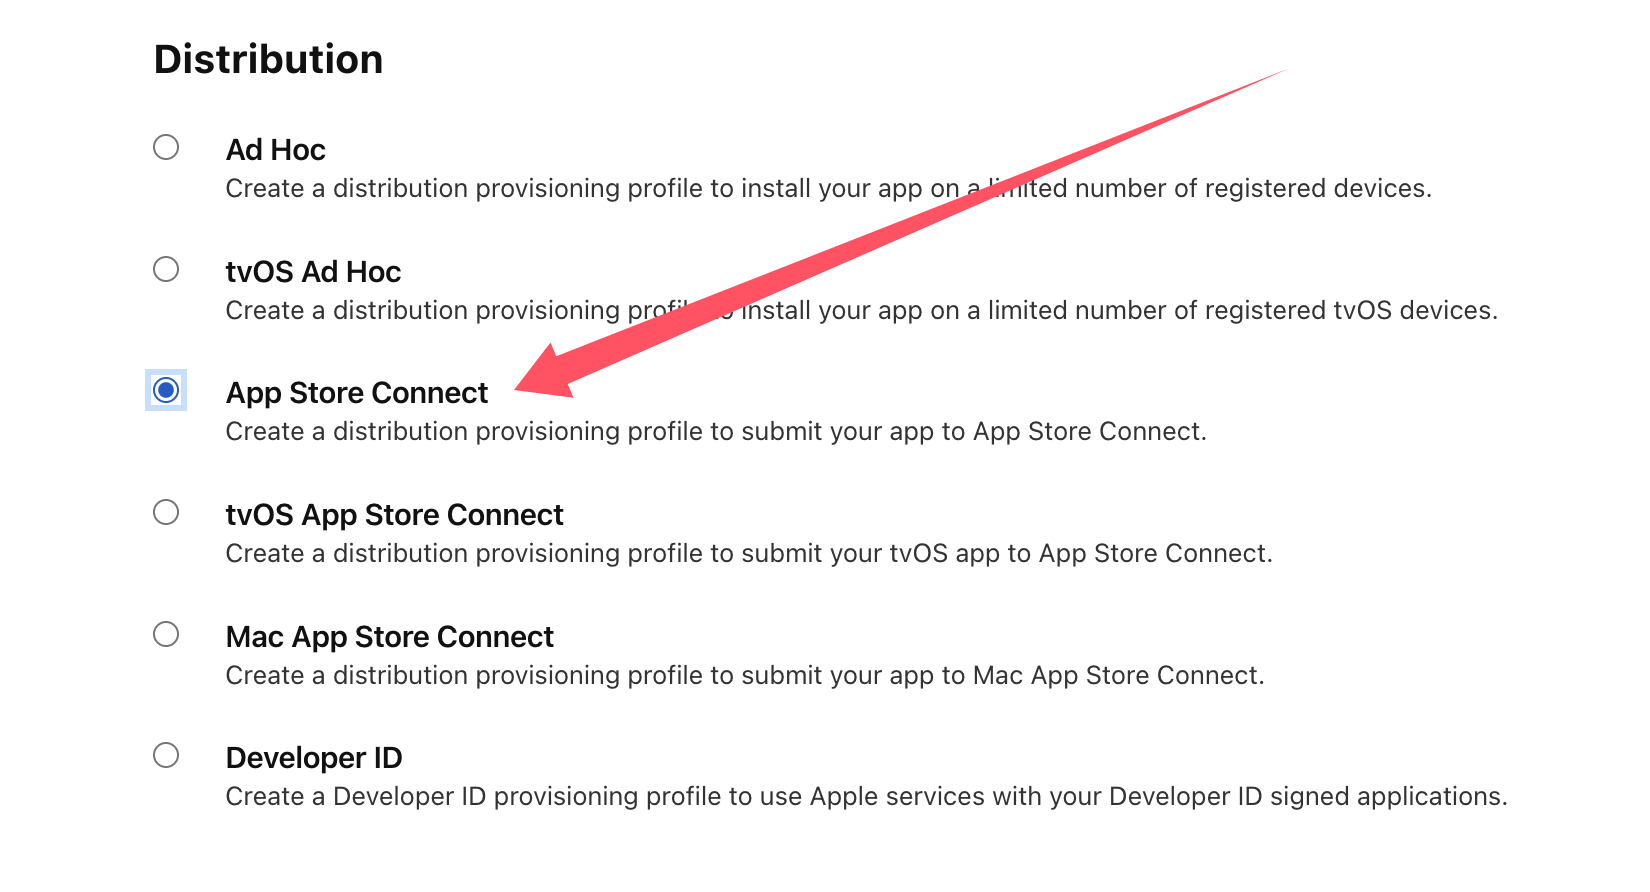 Distribution
Ad Hoc
Create a distribution provisioning profile to install your app on a limited number of registered devices.
tvOS Ad Hoc
Create a distribution provisioning profile install your app on a limited number of registered tvOS devices.
App Store Connect
Create a distribution provisioning profile to submit your app to App Store Connect.
tvOS App Store Connect
Create a distribution provisioning profile to submit your tvOS app to App Store Connect.
Mac App Store Connect
Create a distribution provisioning profile to submit your app to Mac App Store Connect.
Developer ID
Create a Developer ID provisioning profile to use Apple services with your Developer ID signed applications.